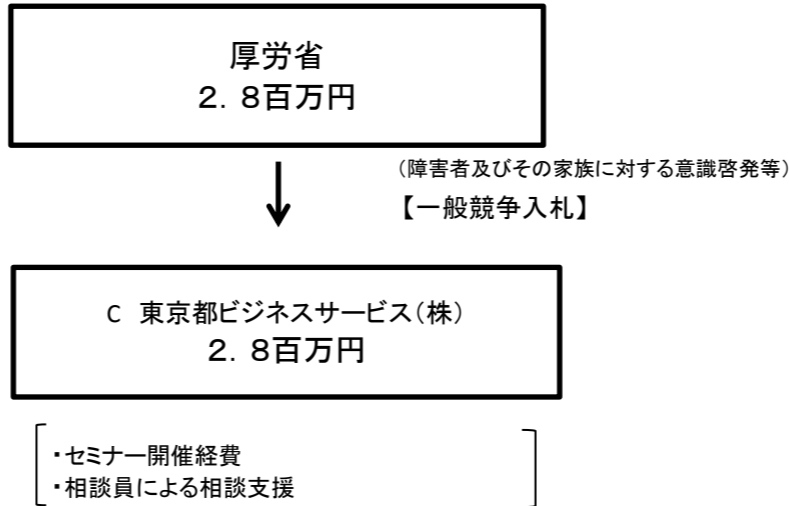 厚労省
2.8百万円
（障害者及びその家族に対する意識啓発等）
【一般競争入札】
C 東京都ビジネスサービス（株）
2.8百万円
・セミナー開催経費
・相談員による相談支援